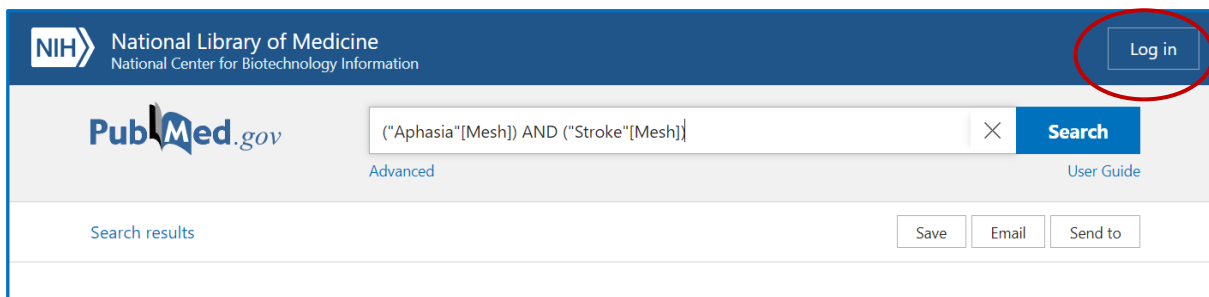 NIH
National Library of Medicine
National Center for Biotechnology Information
Log in
PubMed.gov
("Aphasia"[Mesh]) AND ("Stroke"[Mesh])
Search
Advanced
User Guide
Search results
Save
Email
Send to